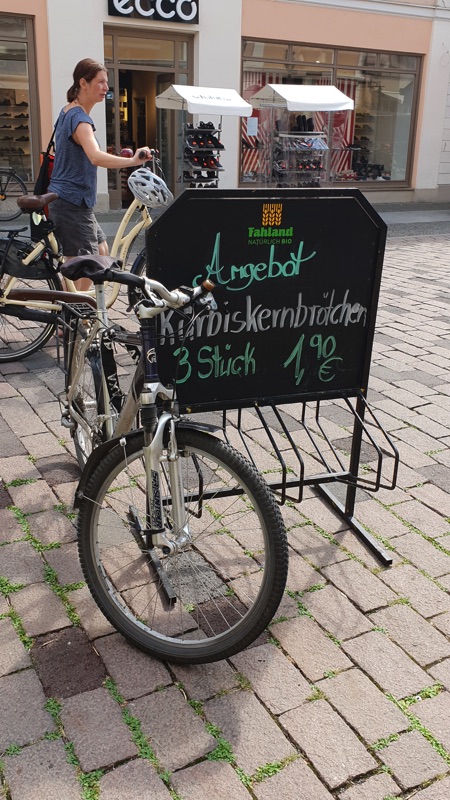 ecco
Fahland
NATÜRLICH BIO
Angebot
Kürbiskernbrötchen
3 Stück 1,90 €